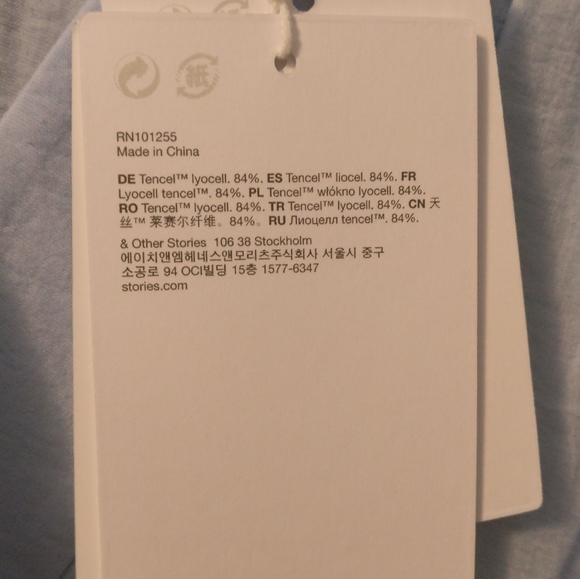 紙
RN101255
Made in China
DE Tencel™ lyocell. 84%. ES Tencel™ liocel. 84%. FR
Lyocell tencel™. 84%. PL Tencel™ włókno lyocell. 84%.
RO Tencel™ lyocell. 84%. TR Tencel™ lyocell. 84%. CN 天
丝™ 莱赛尔纤维。84%。RU Лиоцелл tencel™. 84%.
& Other Stories 106 38 Stockholm
에이치앤엠헤네스앤모리츠주식회사 서울시 중구
소공로 94 OCI빌딩 15층 1577-6347
stories.com